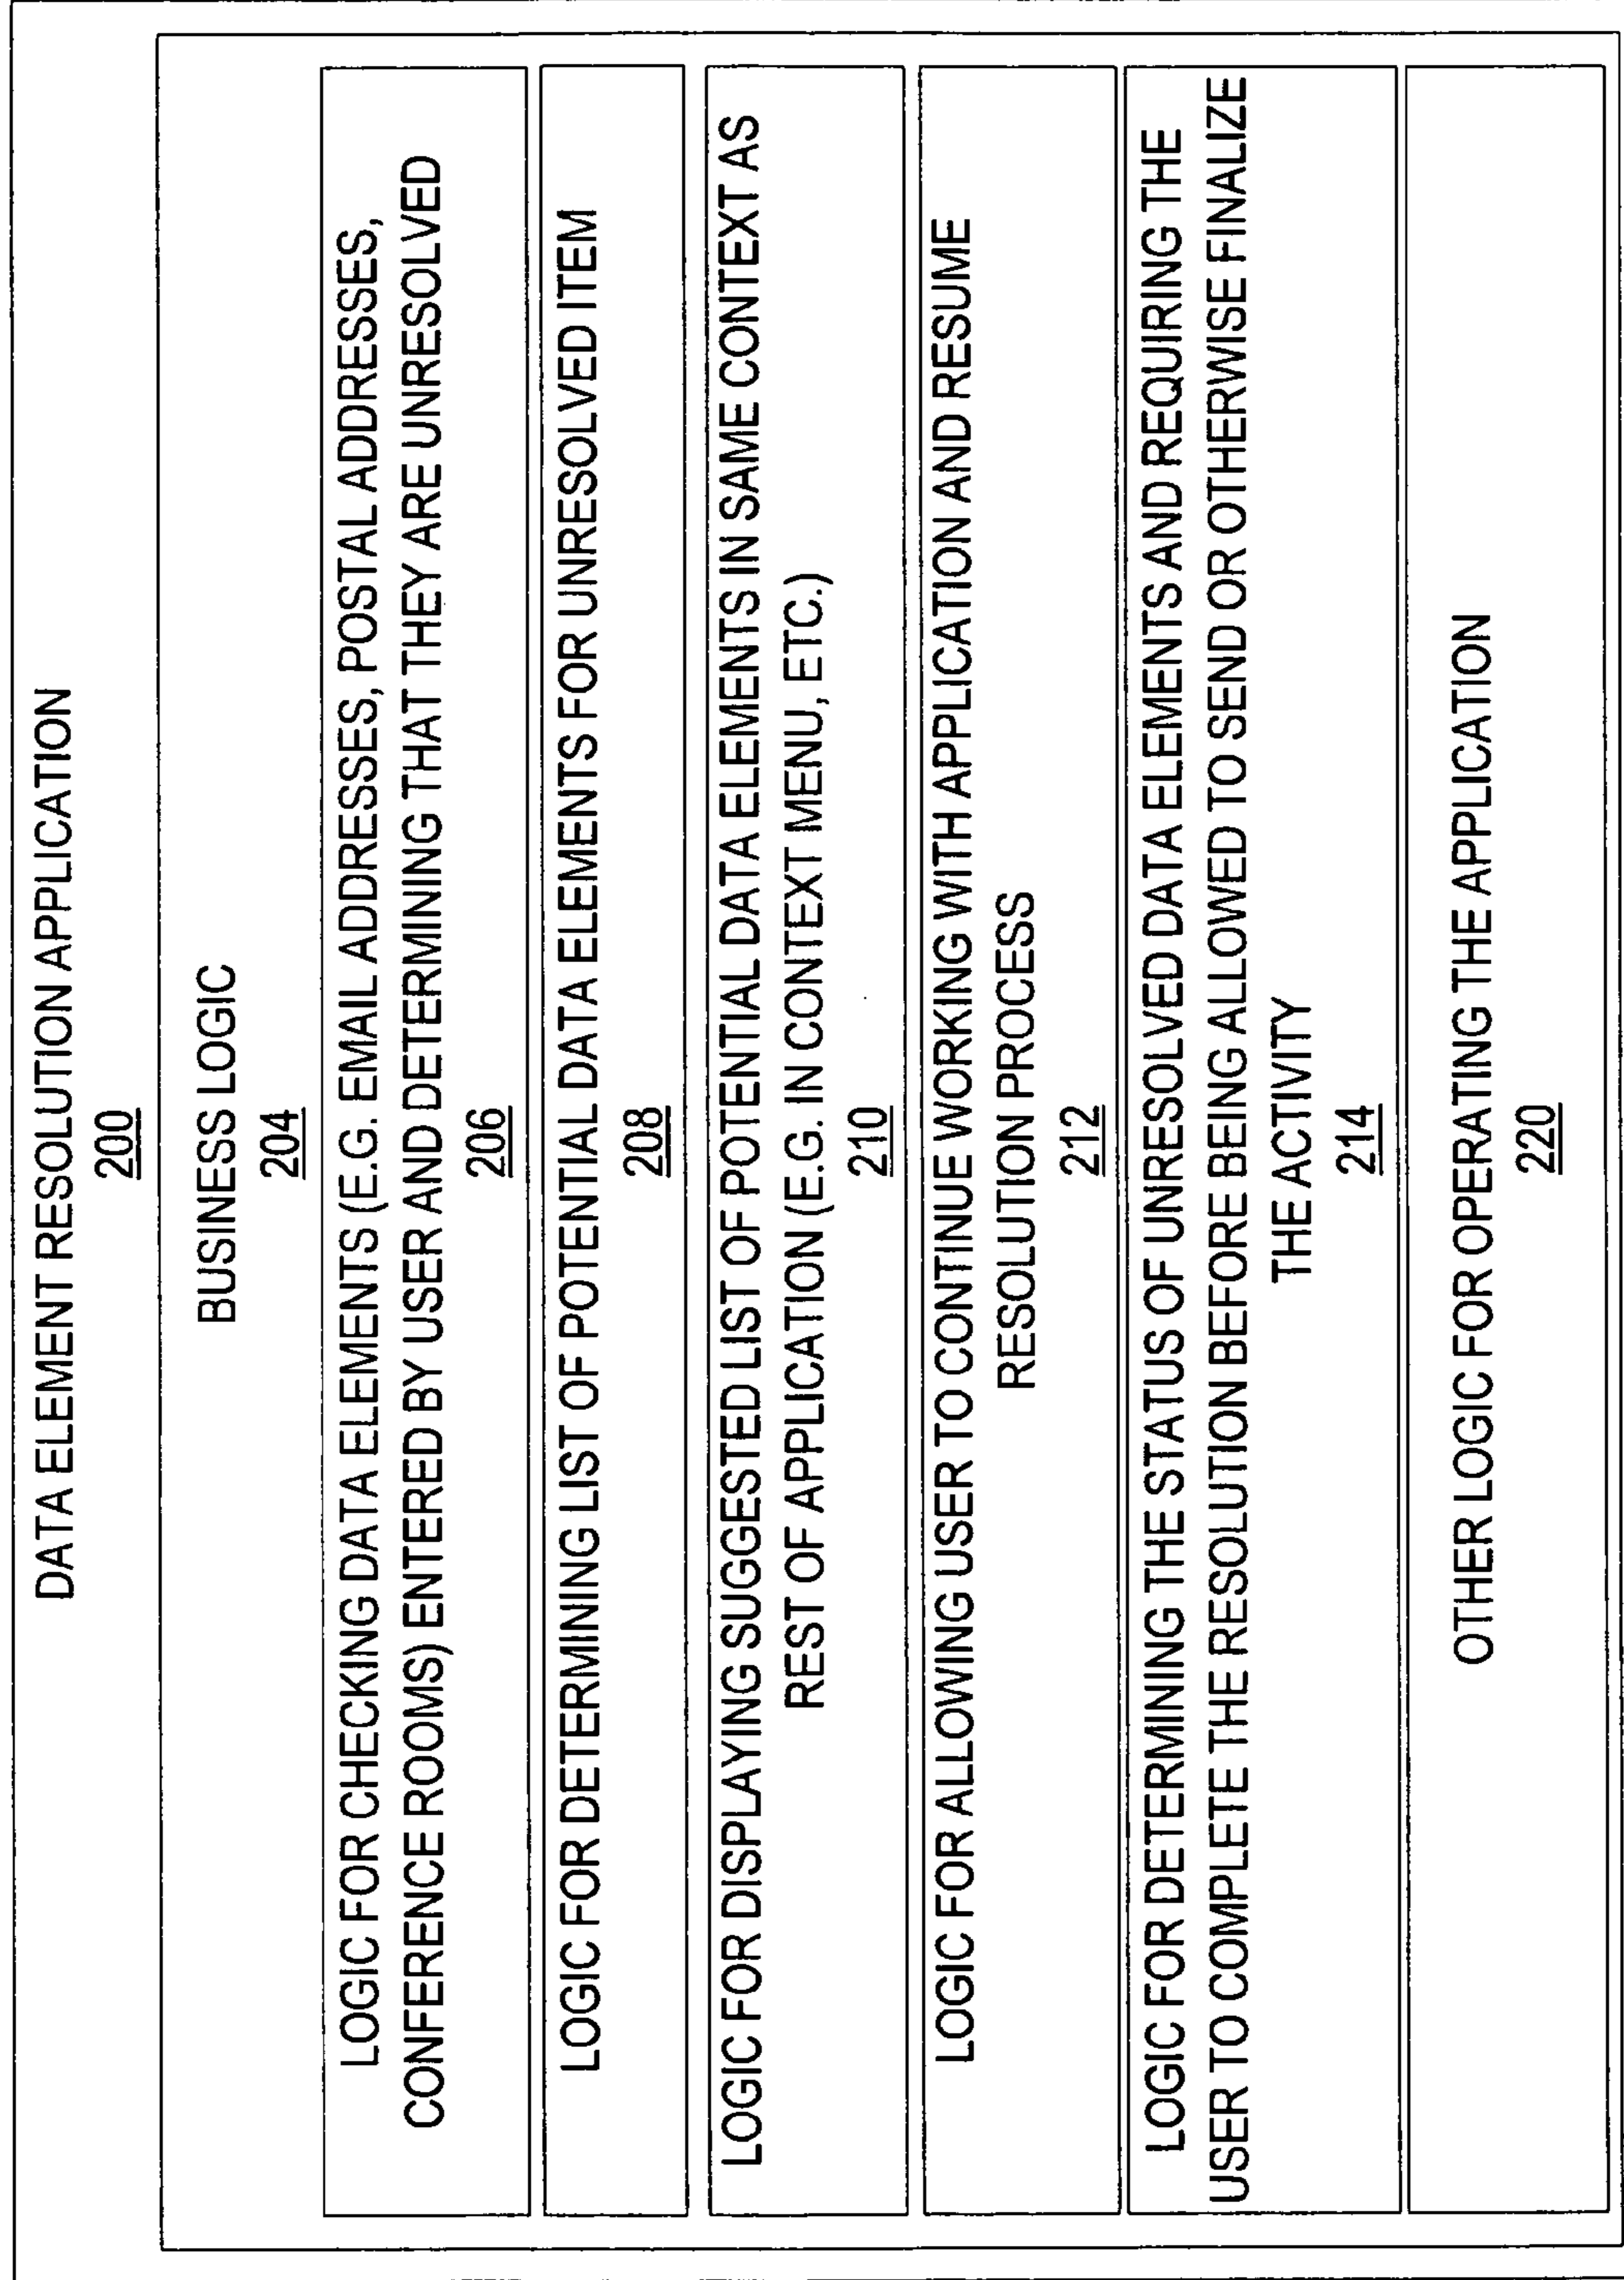 DATA ELEMENT RESOLUTION APPLICATION
200
BUSINESS LOGIC
204
LOGIC FOR CHECKING DATA ELEMENTS (E.G. EMAIL ADDRESSES, POSTAL ADDRESSES,
CONFERENCE ROOMS) ENTERED BY USER AND DETERMINING THAT THEY ARE UNRESOLVED
206
LOGIC FOR DETERMINING LIST OF POTENTIAL DATA ELEMENTS FOR UNRESOLVED ITEM
208
LOGIC FOR DISPLAYING SUGGESTED LIST OF POTENTIAL DATA ELEMENTS IN SAME CONTEXT AS
REST OF APPLICATION (E.G. IN CONTEXT MENU, ETC.)
210
LOGIC FOR ALLOWING USER TO CONTINUE WORKING WITH APPLICATION AND RESUME
RESOLUTION PROCESS
212
LOGIC FOR DETERMINING THE STATUS OF UNRESOLVED DATA ELEMENTS AND REQUIRING THE
USER TO COMPLETE THE RESOLUTION BEFORE BEING ALLOWED TO SEND OR OTHERWISE FINALIZE
THE ACTIVITY
214
OTHER LOGIC FOR OPERATING THE APPLICATION
220